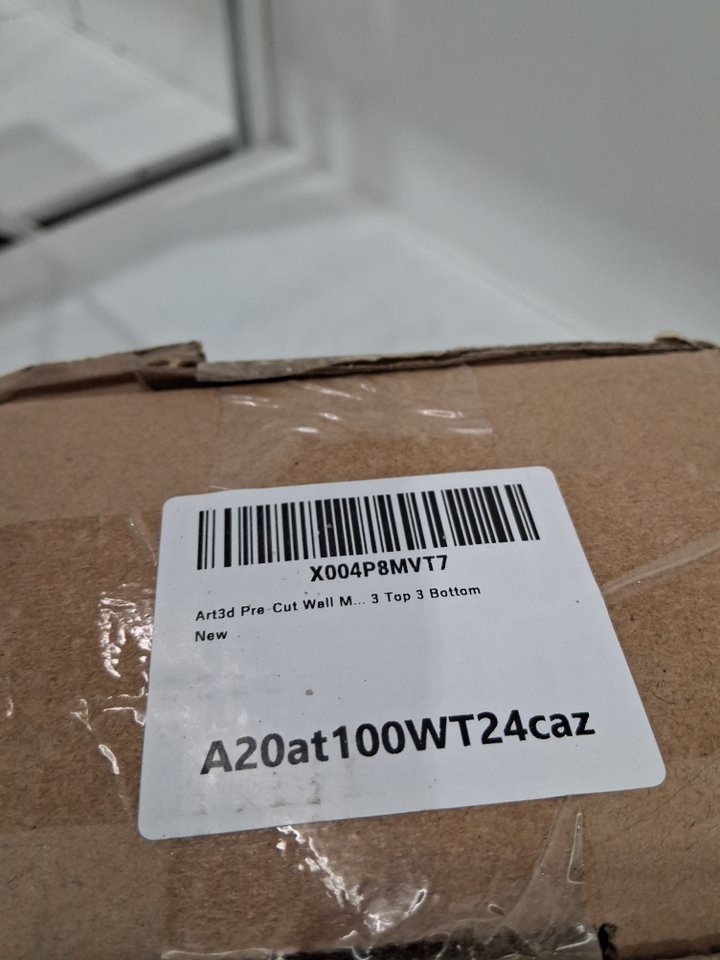 X004P8MVT7
Art3d Pre-Cut Wall M... 3 Top 3 Bottom
New
A20at100WT24caz